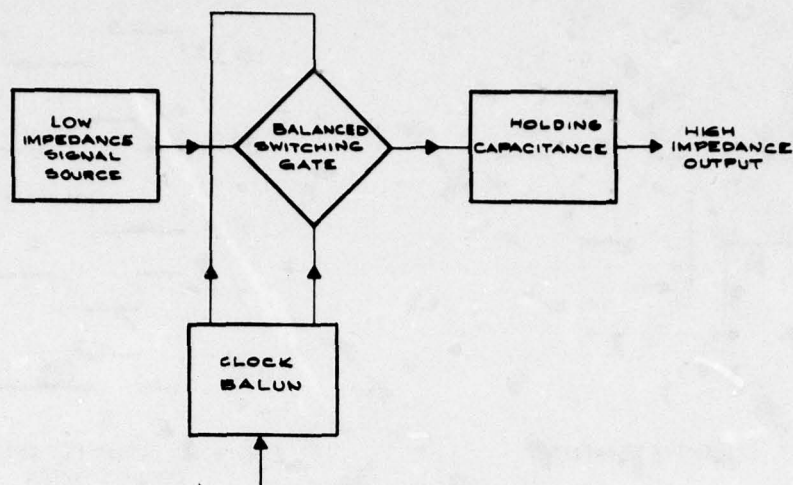 LOW
IMPEDANCE
SIGNAL
SOURCE
BALANCED
SWITCHING
GATE
HOLDING
CAPACITANCE
HIGH
IMPEDANCE
OUTPUT
CLOCK
BALUN